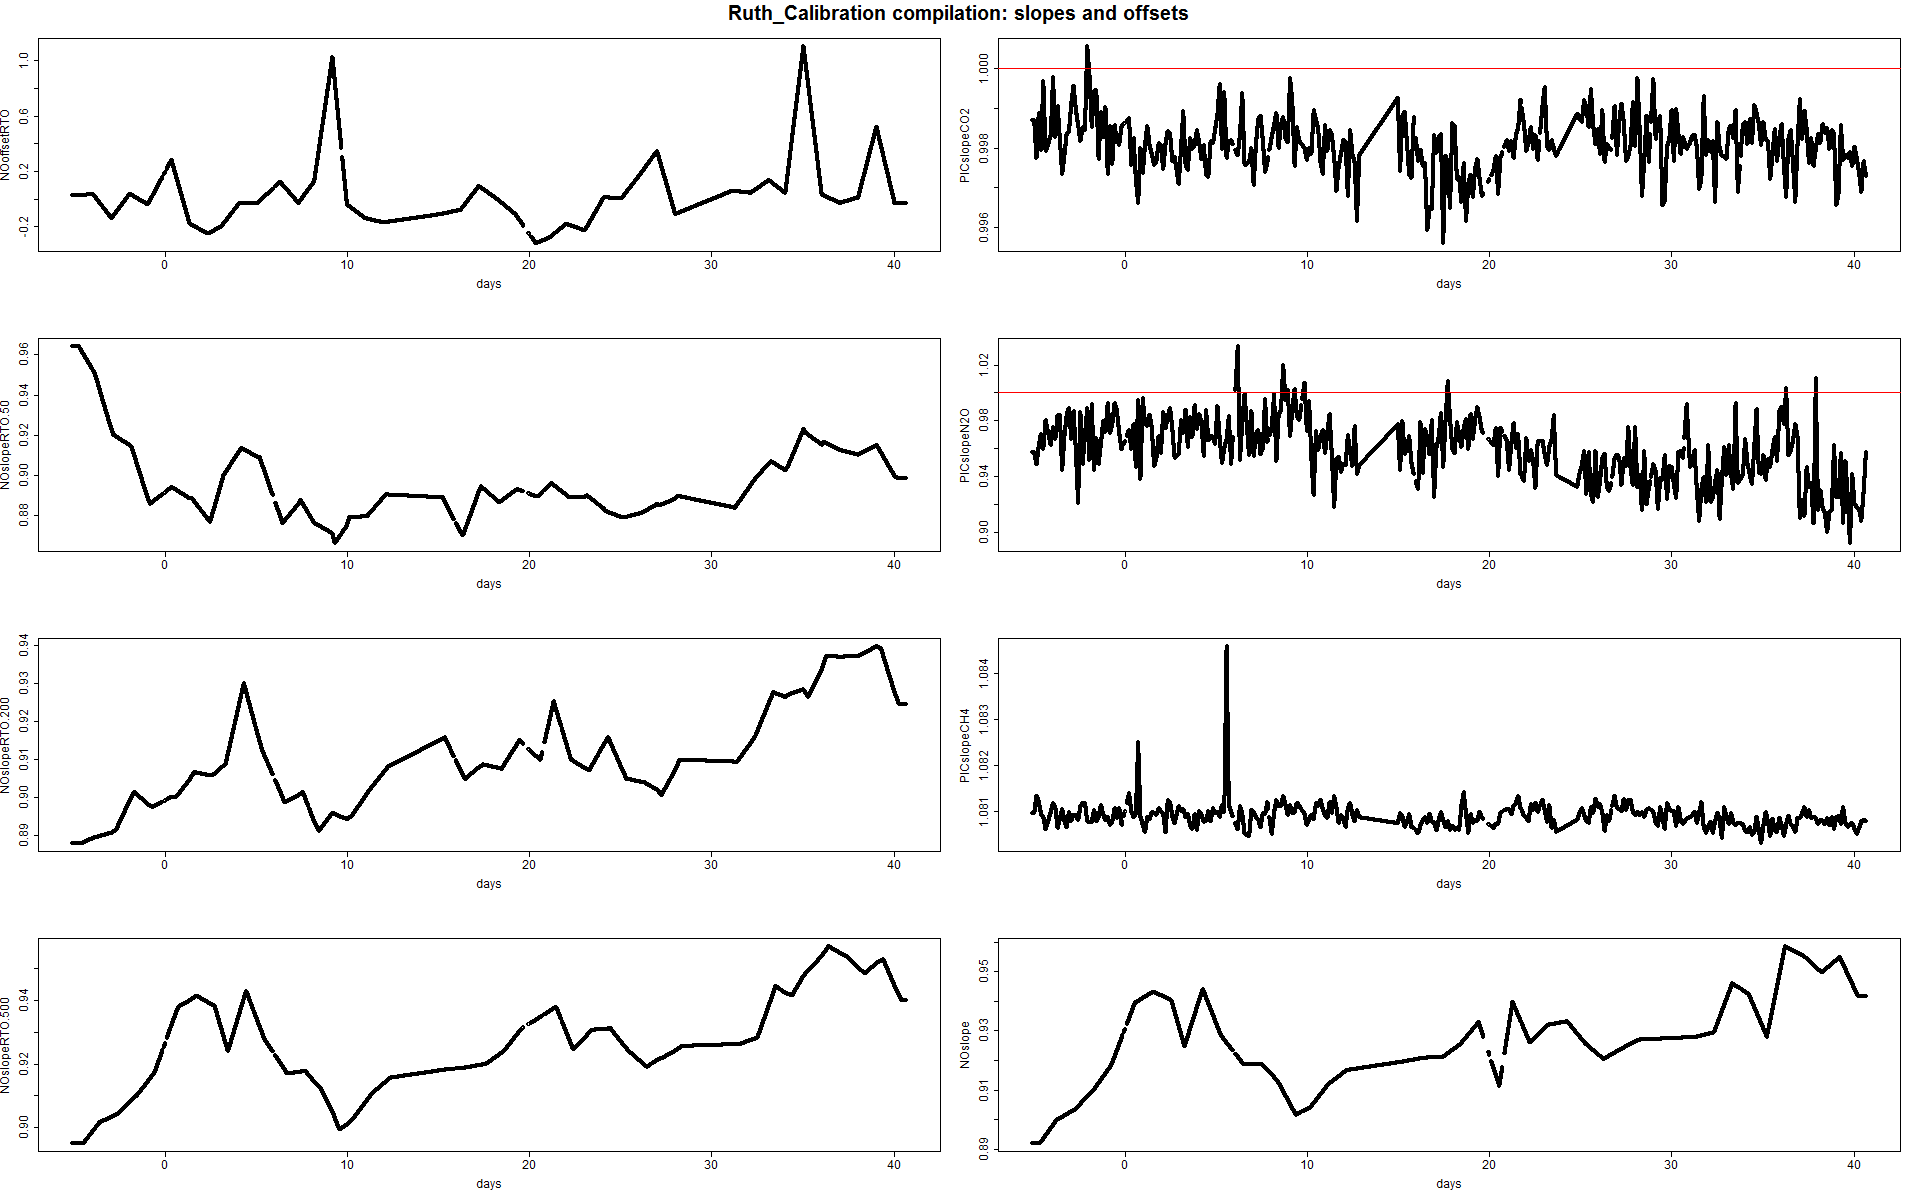 Ruth_Calibration compilation: slopes and offsets
NOoffsetRTO
-0.2 0.2 0.6 1.0
0 10 20 30 40
days
PICslopeCO2
0.996 0.998 1.000
0 10 20 30 40
days
NOslopeRTO.50
0.88 0.90 0.92 0.94 0.96
0 10 20 30 40
days
PICslopeN2O
0.90 0.94 0.98 1.02
0 10 20 30 40
days
NOslopeRTO.200
0.89 0.90 0.91 0.92 0.93 0.94
0 10 20 30 40
days
PICslopeCH4
1.081 1.082 1.083 1.084
0 10 20 30 40
days
NOslopeRTO.500
0.90 0.92 0.94
0 10 20 30 40
days
NOslope
0.89 0.91 0.93 0.95
0 10 20 30 40
days